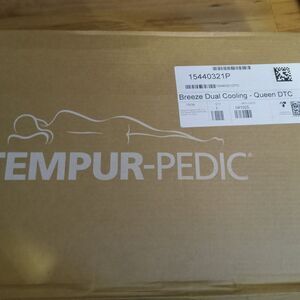 15440321P
Breeze Dual Cooling - Queen DTC
TEMPUR-PEDIC